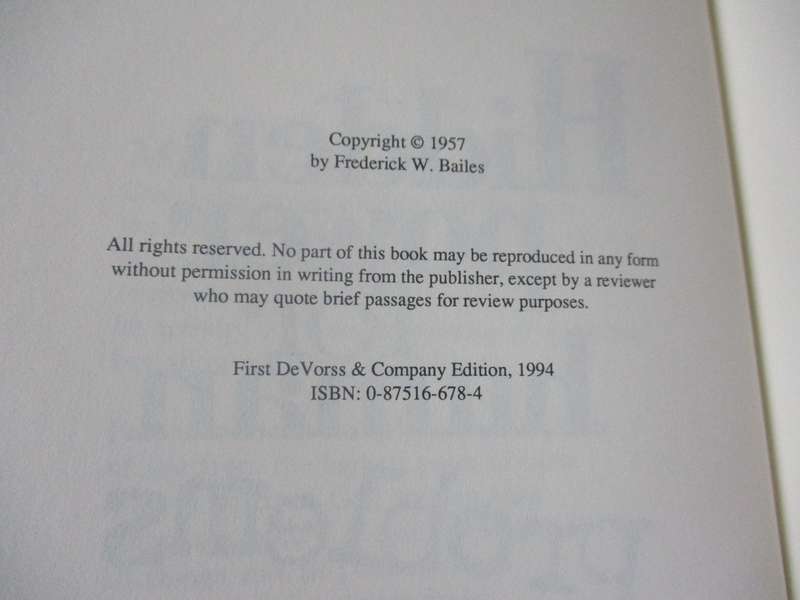 Copyright © 1957
by Frederick W. Bailes
All rights reserved. No part of this book may be reproduced in any form
without permission in writing from the publisher, except by a reviewer
who may quote brief passages for review purposes.
First DeVorss & Company Edition, 1994
ISBN: 0-87516-678-4